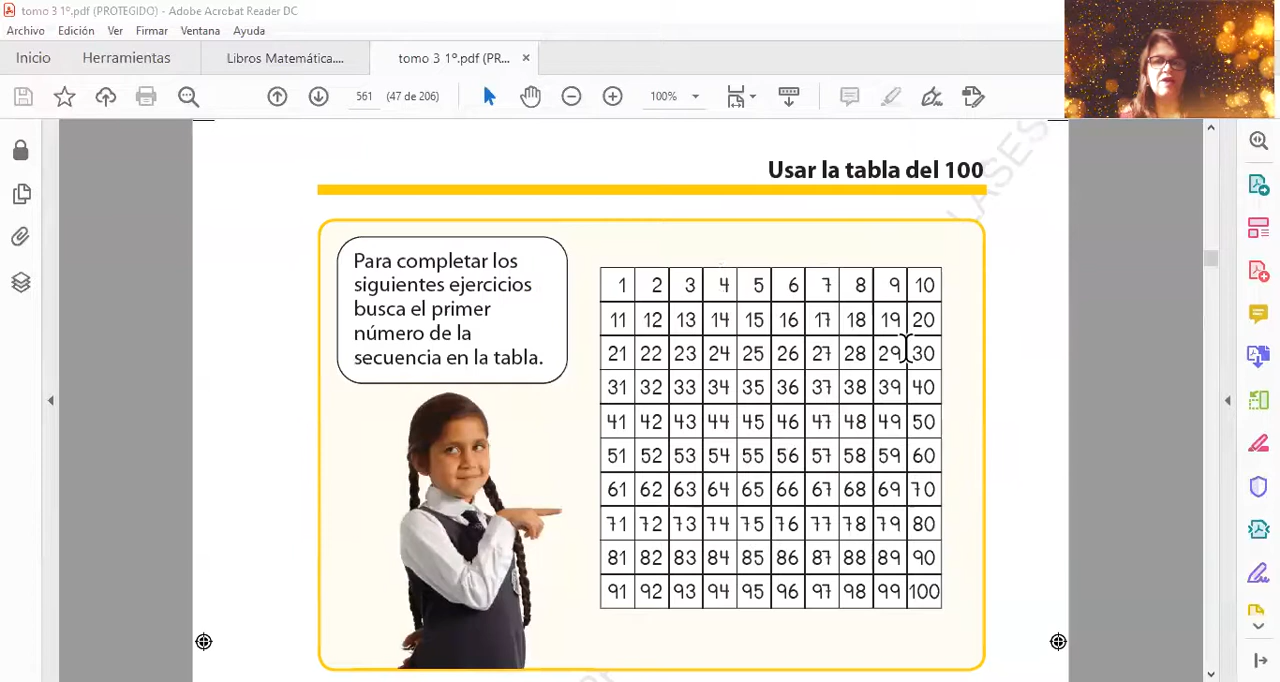 tomo 3 1º.pdf (PROTEGIDO) - Adobe Acrobat Reader DC
Archivo Edición Ver Firmar Ventana Ayuda
Inicio Herramientas Libros Matemática.... tomo 3 1º.pdf (PR... ×
561 (47 de 206) 100%
CLASES
Usar la tabla del 100
Para completar los
siguientes ejercicios
busca el primer
número de la
secuencia en la tabla.
1 2 3 4 5 6 7 8 9 10
11 12 13 14 15 16 17 18 19 20
21 22 23 24 25 26 27 28 29 30
31 32 33 34 35 36 37 38 39 40
41 42 43 44 45 46 47 48 49 50
51 52 53 54 55 56 57 58 59 60
61 62 63 64 65 66 67 68 69 70
71 72 73 74 75 76 77 78 79 80
81 82 83 84 85 86 87 88 89 90
91 92 93 94 95 96 97 98 99 100